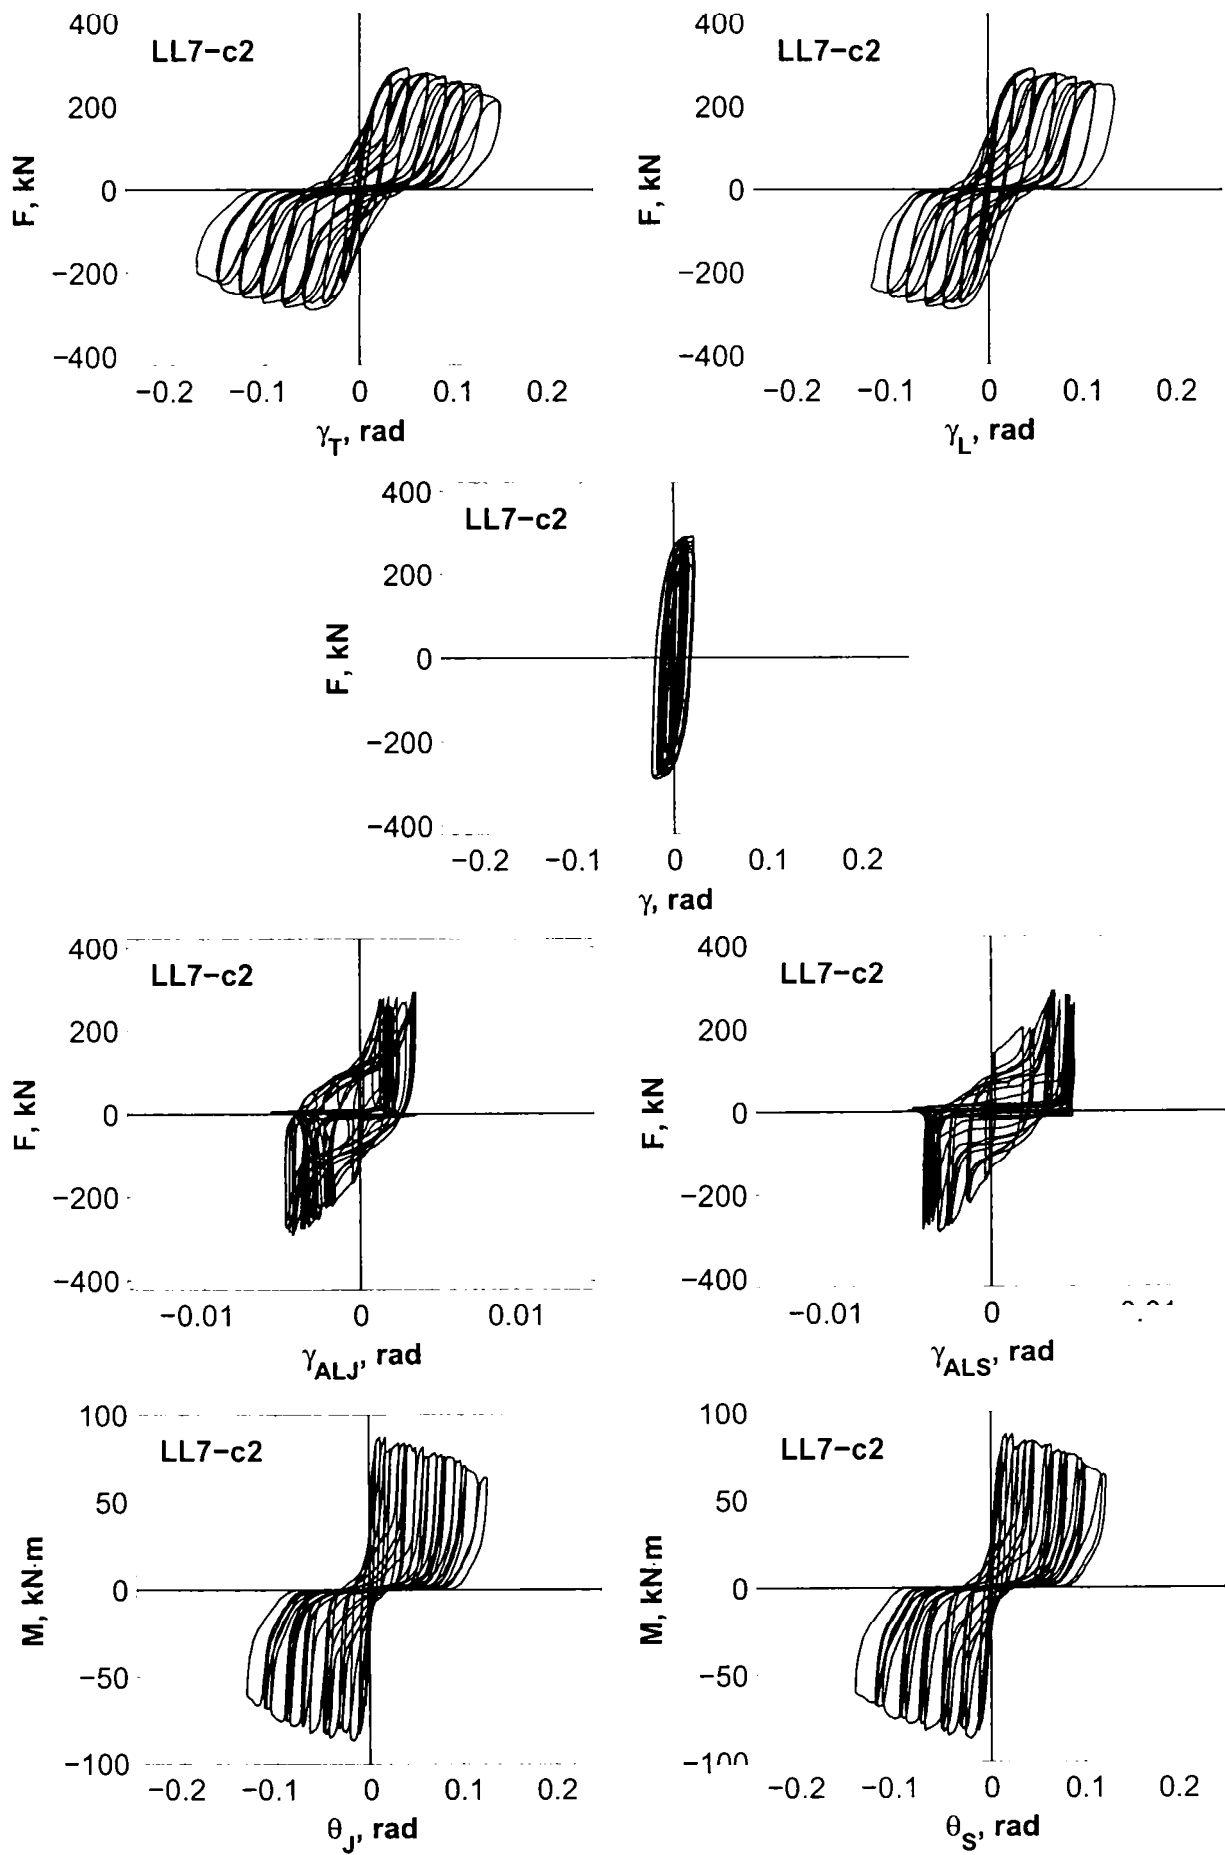 400
LL7−c2
200
F, kN
0
−200
−400
−0.2 −0.1 0 0.1 0.2
γT, rad
400
LL7−c2
200
F, kN
0
−200
−400
−0.2 −0.1 0 0.1 0.2
γL, rad
400
LL7−c2
200
F, kN
0
−200
−400
−0.2 −0.1 0 0.1 0.2
γ, rad
400
LL7−c2
200
F, kN
0
−200
−400
−0.01 0 0.01
γALJ, rad
400
LL7−c2
200
F, kN
0
−200
−400
−0.01 0
γALS, rad
100
LL7−c2
50
M, kN·m
0
−50
−100
−0.2 −0.1 0 0.1 0.2
θJ, rad
100
LL7−c2
50
M, kN·m
0
−50
−0.2 −0.1 0 0.1 0.2
θS, rad